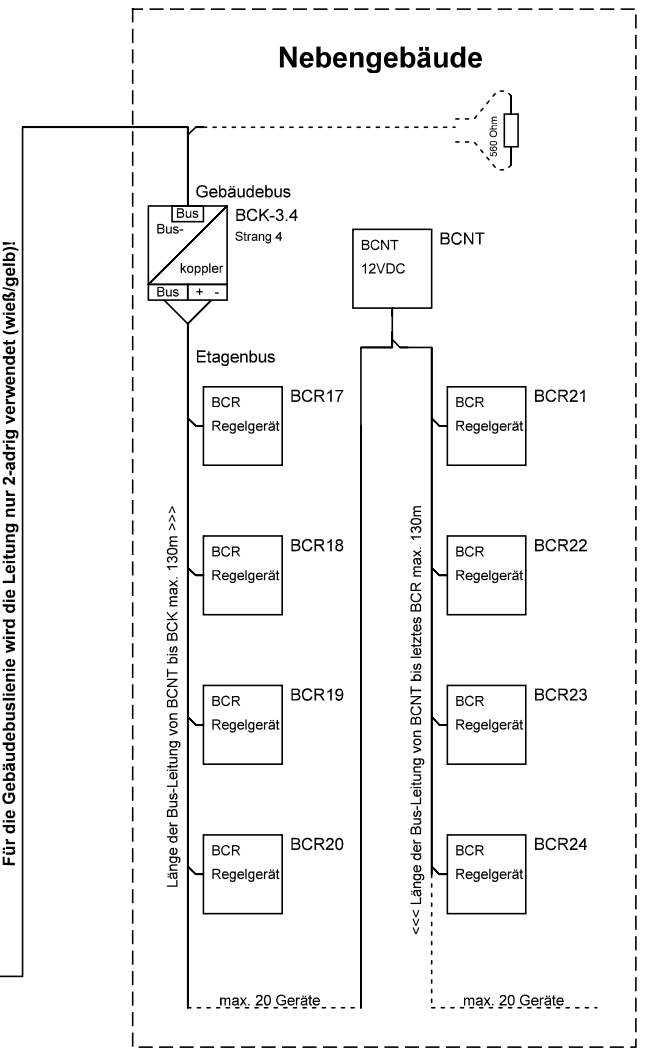 Nebengebäude
560 Ohm
Gebäudebus
Bus
BCK-3.4
Bus-
Strang 4
koppler
Bus + -
BCNT
12VDC
BCNT
Etagenbus
BCR
Regelgerät
BCR17
BCR
Regelgerät
BCR21
BCR
Regelgerät
BCR18
BCR
Regelgerät
BCR22
BCR
Regelgerät
BCR19
BCR
Regelgerät
BCR23
BCR
Regelgerät
BCR20
BCR
Regelgerät
BCR24
Für die Gebäudebuslienie wird die Leitung nur 2-adrig verwendet (wieß/gelb)!
Länge der Bus-Leitung von BCNT bis BCK max. 130m >>>
<<< Länge der Bus-Leitung von BCNT bis letztes BCR max. 130m
max. 20 Geräte
max. 20 Geräte